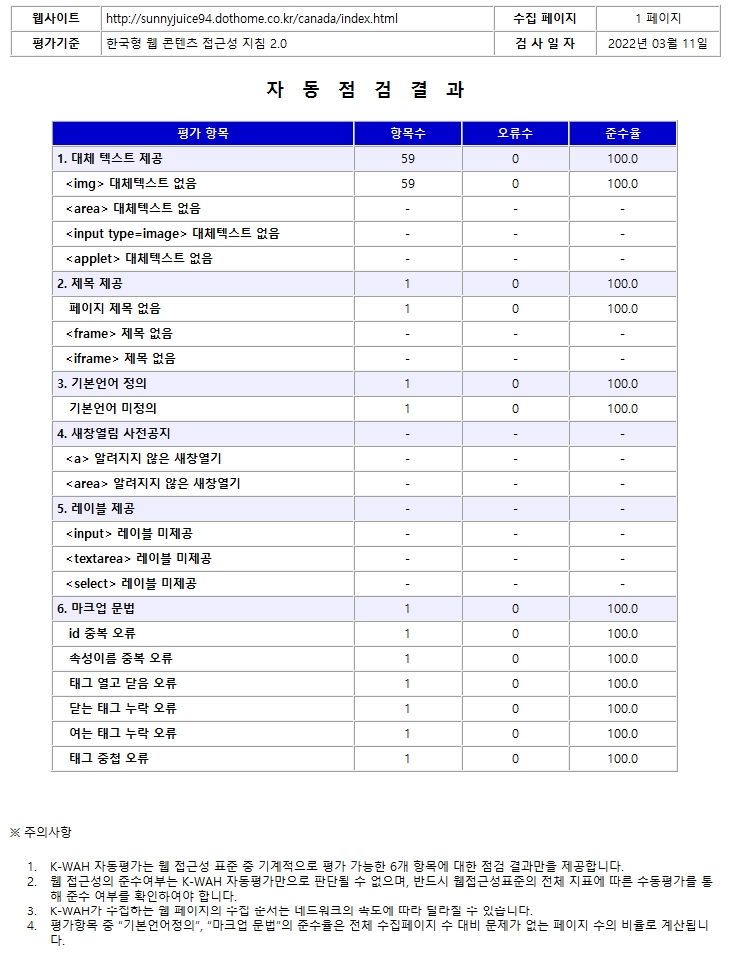 웹사이트 http://sunnyjuice94.dothome.co.kr/canada/index.html 수집 페이지 1 페이지
평가기준 한국형 웹 콘텐츠 접근성 지침 2.0 검 사 일 자 2022년 03월 11일
자 동 점 검 결 과
평가 항목 항목수 오류수 준수율
1. 대체 텍스트 제공 59 0 100.0
<img> 대체텍스트 없음 59 0 100.0
<area> 대체텍스트 없음 - - -
<input type=image> 대체텍스트 없음 - - -
<applet> 대체텍스트 없음 - - -
2. 제목 제공 1 0 100.0
페이지 제목 없음 1 0 100.0
<frame> 제목 없음 - - -
<iframe> 제목 없음 - - -
3. 기본언어 정의 1 0 100.0
기본언어 미정의 1 0 100.0
4. 새창열림 사전공지 - - -
<a> 알려지지 않은 새창열기 - - -
<area> 알려지지 않은 새창열기 - - -
5. 레이블 제공 - - -
<input> 레이블 미제공 - - -
<textarea> 레이블 미제공 - - -
<select> 레이블 미제공 - - -
6. 마크업 문법 1 0 100.0
id 중복 오류 1 0 100.0
속성이름 중복 오류 1 0 100.0
태그 열고 닫음 오류 1 0 100.0
닫는 태그 누락 오류 1 0 100.0
여는 태그 누락 오류 1 0 100.0
태그 중첩 오류 1 0 100.0
※ 주의사항
1. K-WAH 자동평가는 웹 접근성 표준 중 기계적으로 평가 가능한 6개 항목에 대한 점검 결과만을 제공합니다.
2. 웹 접근성의 준수여부는 K-WAH 자동평가만으로 판단될 수 없으며, 반드시 웹접근성표준의 전체 지표에 따른 수동평가를 통
해 준수 여부를 확인하여야 합니다.
3. K-WAH가 수집하는 웹 페이지의 수집 순서는 네트워크의 속도에 따라 달라질 수 있습니다.
4. 평가항목 중 "기본언어정의", "마크업 문법"의 준수율은 전체 수집페이지 수 대비 문제가 없는 페이지 수의 비율로 계산됩니
다.